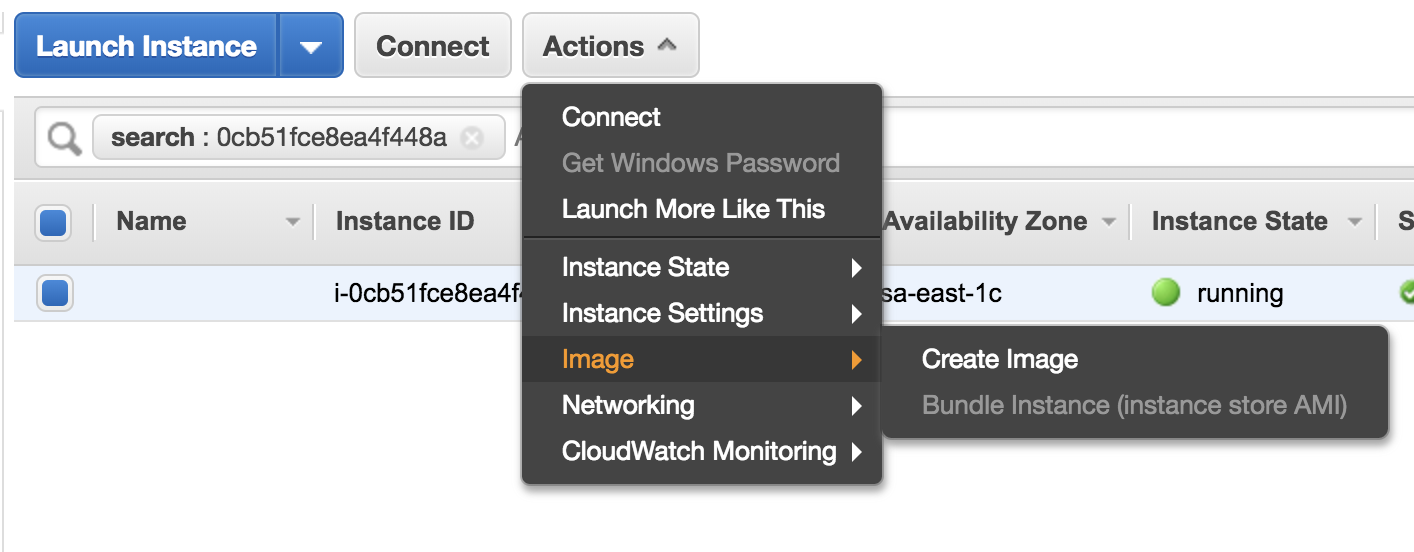 Launch Instance Connect Actions
search : 0cb51fce8ea4f448a
Name Instance ID Availability Zone Instance State
i-0cb51fce8ea4f sa-east-1c running
Connect
Get Windows Password
Launch More Like This
Instance State
Instance Settings
Image
Networking
CloudWatch Monitoring
Create Image
Bundle Instance (instance store AMI)